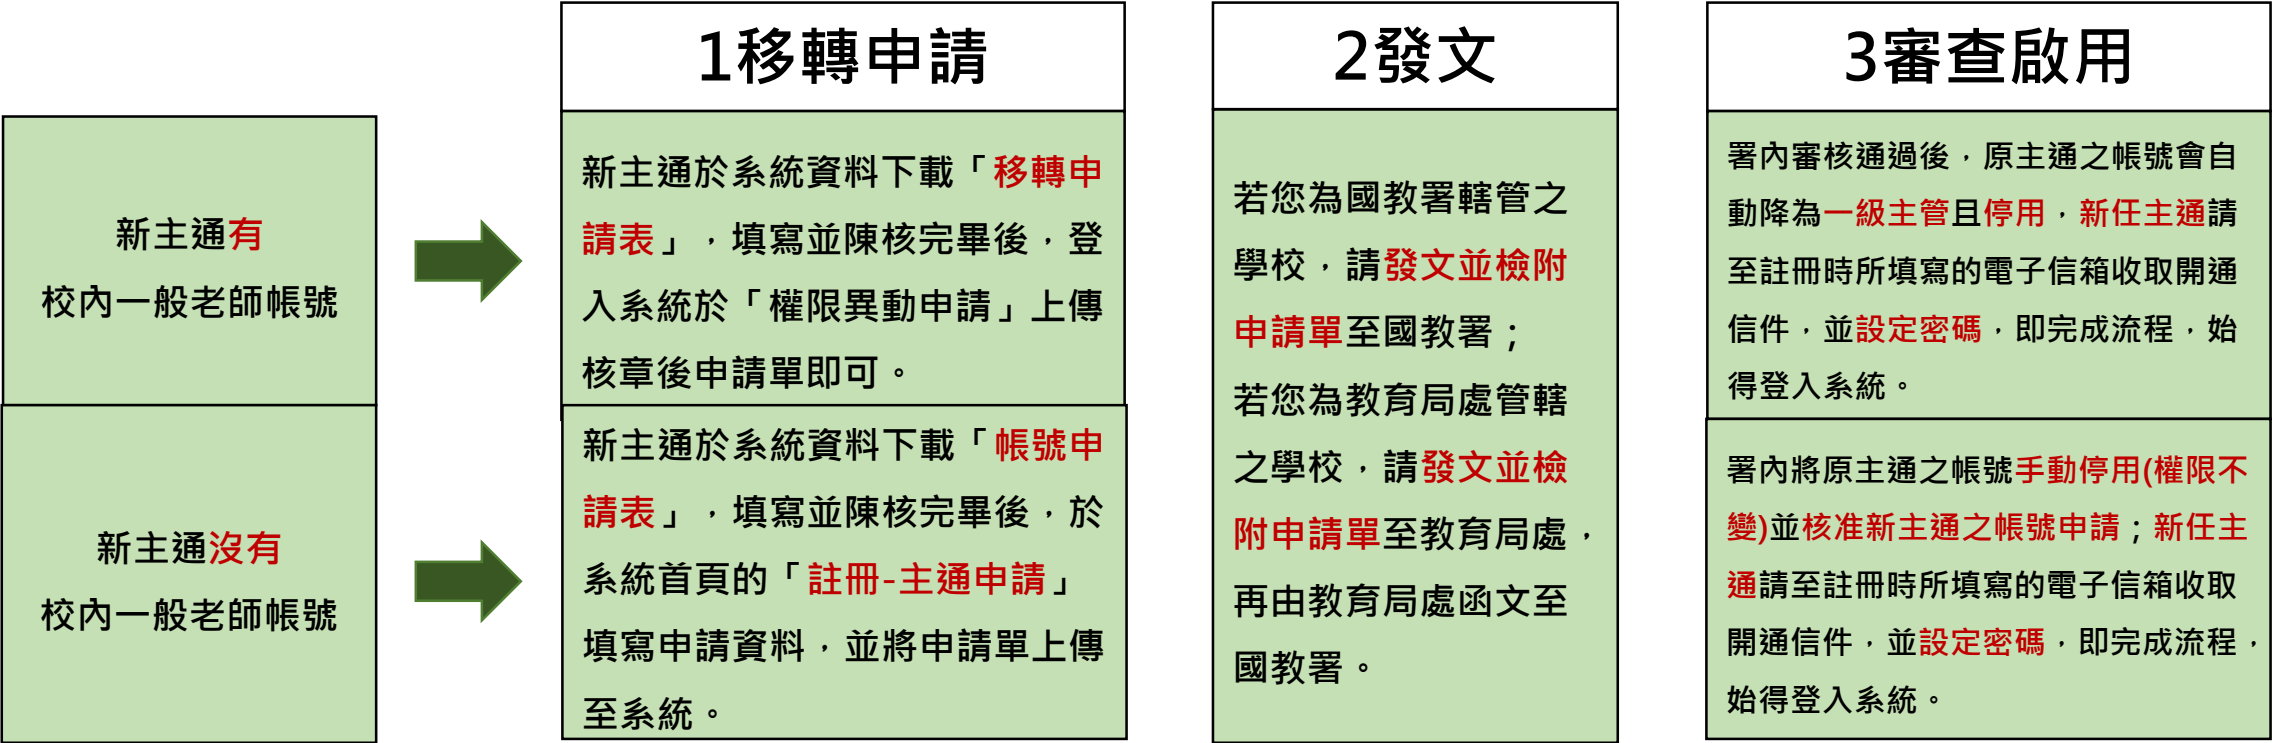 新主通有
校內一般老師帳號
新主通沒有
校內一般老師帳號
1移轉申請
新主通於系統資料下載「移轉申
請表」，填寫並陳核完畢後，登
入系統於「權限異動申請」上傳
核章後申請單即可。
新主通於系統資料下載「帳號申
請表」，填寫並陳核完畢後，於
系統首頁的「註冊-主通申請」
填寫申請資料，並將申請單上傳
至系統。
2發文
若您為國教署轄管之
學校，請發文並檢附
申請單至國教署；
若您為教育局處管轄
之學校，請發文並檢
附申請單至教育局處，
再由教育局處函文至
國教署。
3審查啟用
署內審核通過後，原主通之帳號會自
動降為一級主管且停用，新任主通請
至註冊時所填寫的電子信箱收取開通
信件，並設定密碼，即完成流程，始
得登入系統。
署內將原主通之帳號手動停用(權限不
變)並核准新主通之帳號申請；新任主
通請至註冊時所填寫的電子信箱收取
開通信件，並設定密碼，即完成流程，
始得登入系統。